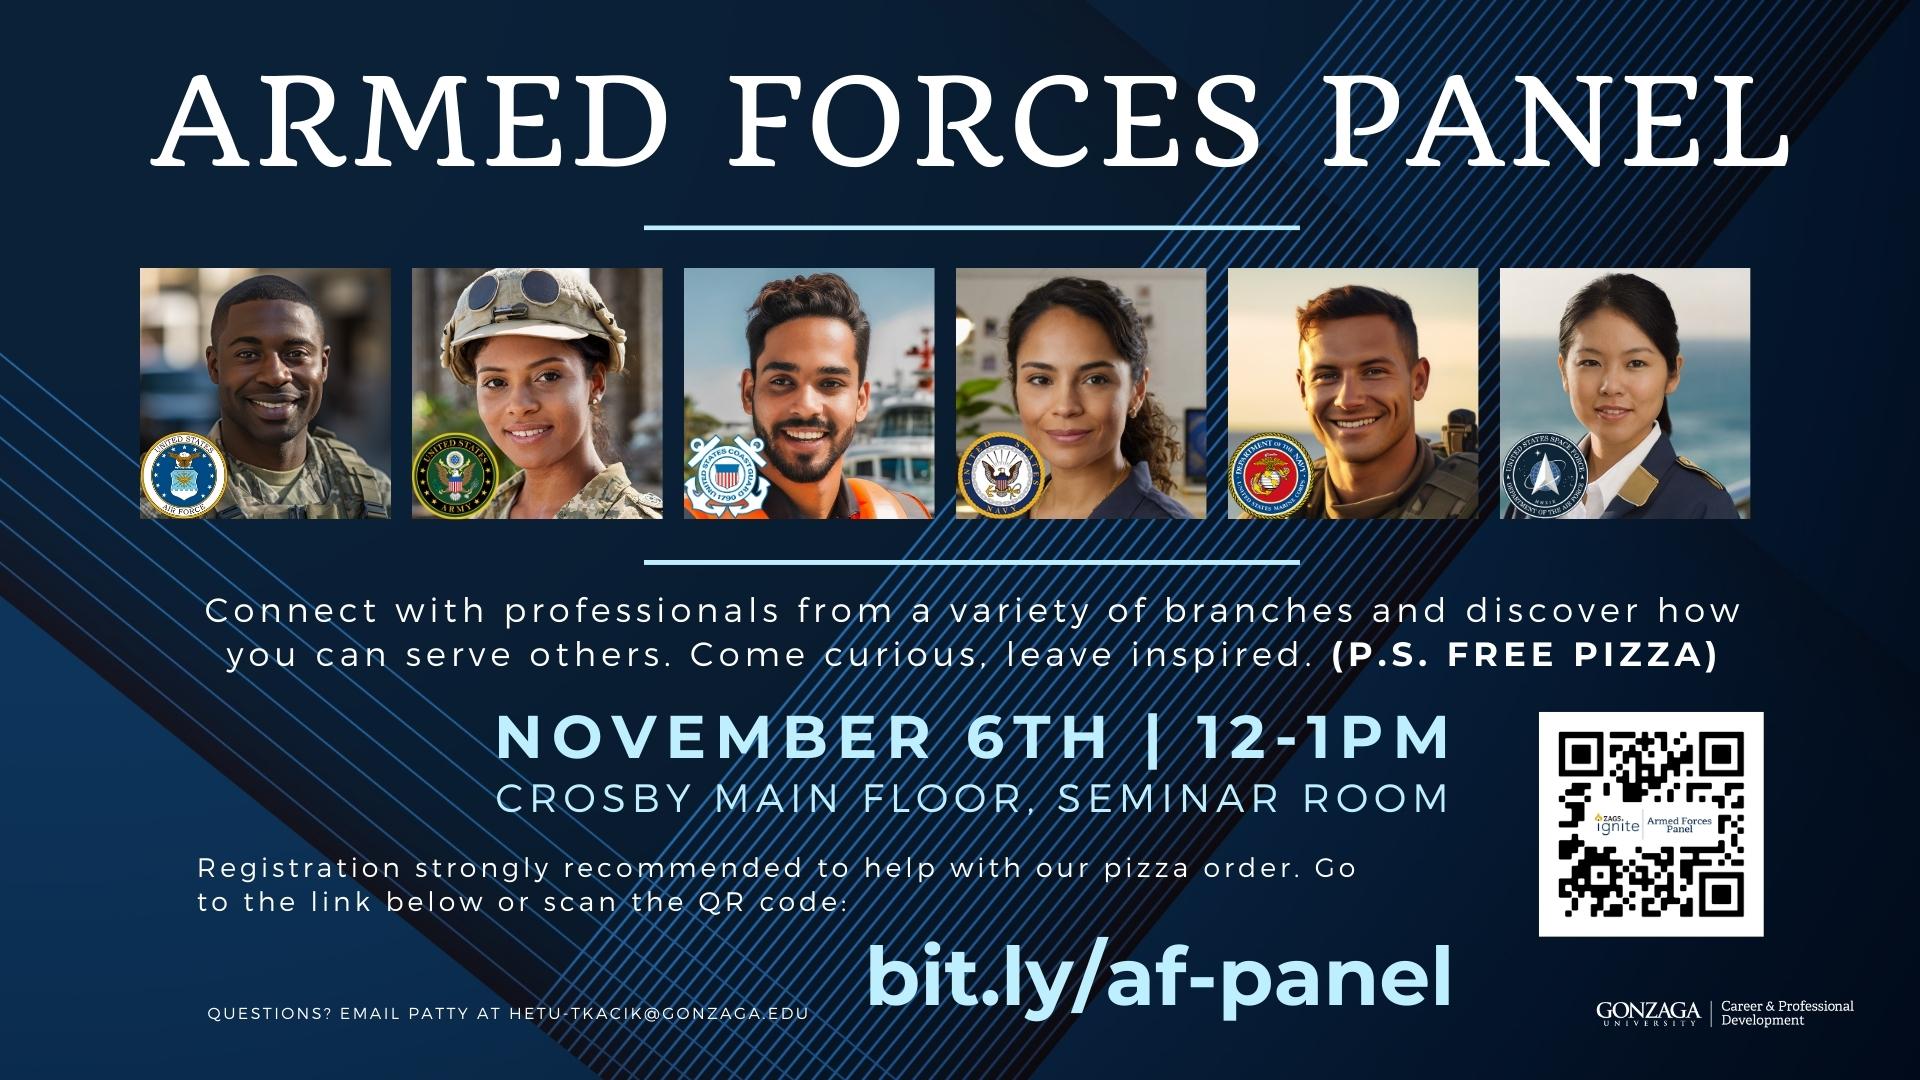 ARMED FORCES PANEL
UNITED STATES
AIR FORCE
UNITED STATES
ARMY
UNITED STATES COAST GUARD
1790
UNITED STATES
NAVY
DEPARTMENT OF THE NAVY
UNITED STATES MARINE CORPS
UNITED STATES SPACE FORCE
MMXIX
DEPARTMENT OF THE AIR FORCE
Connect with professionals from a variety of branches and discover how
you can serve others. Come curious, leave inspired. (P.S. FREE PIZZA)
NOVEMBER 6TH | 12-1PM
CROSBY MAIN FLOOR, SEMINAR ROOM
ZAGS
ignite
Armed Forces
Panel
Registration strongly recommended to help with our pizza order. Go
to the link below or scan the QR code:
bit.ly/af-panel
QUESTIONS? EMAIL PATTY AT HETU-TKACIK@GONZAGA.EDU
GONZAGA
UNIVERSITY
Career & Professional
Development